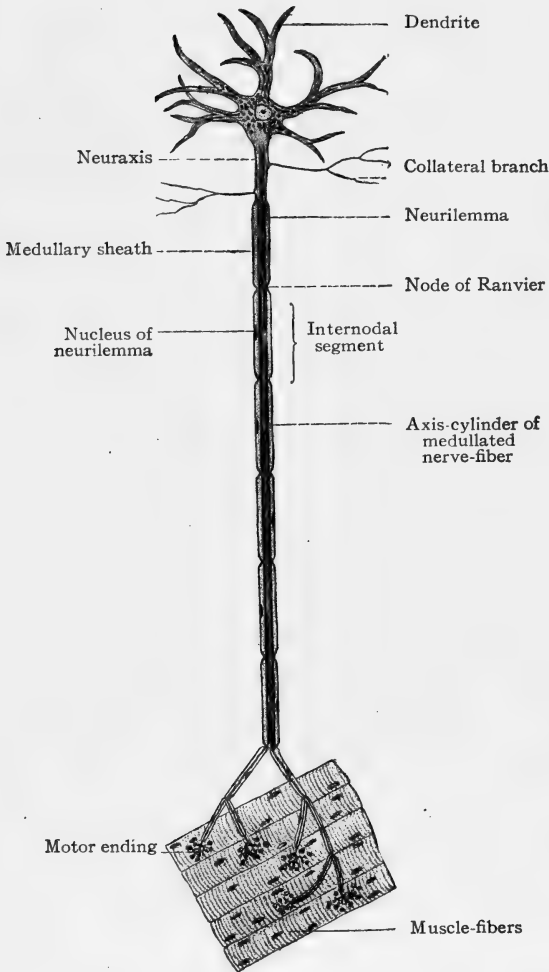 Dendrite
Neuraxis
Collateral branch
Neurilemma
Medullary sheath
Node of Ranvier
Nucleus of
neurilemma
Internodal
segment
Axis-cylinder of
medullated
nerve-fiber
Motor ending
Muscle-fibers